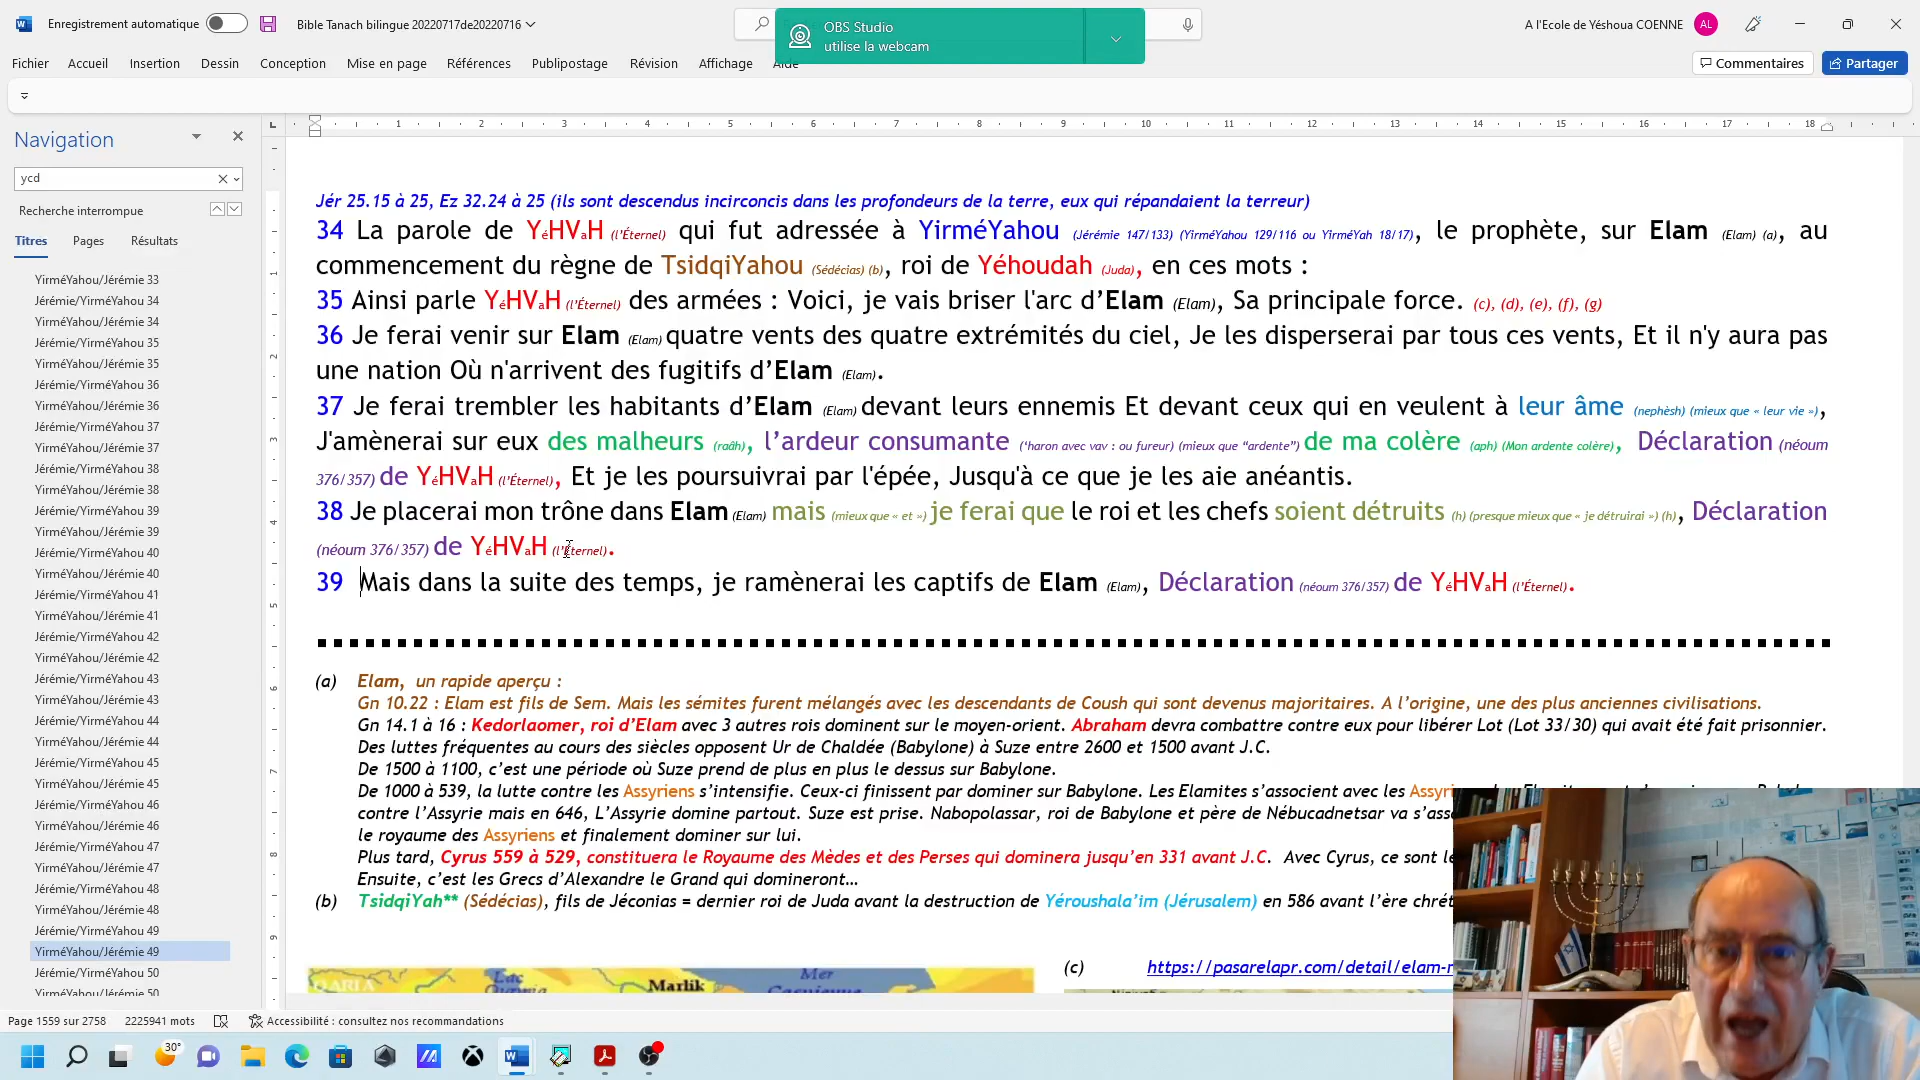 Enregistrement automatique
Bible Tanach bilingue 20220717de20220716
OBS Studio
utilise la webcam
A l'Ecole de Yéshoua COENNE
AL
Fichier Accueil Insertion Dessin Conception Mise en page Références Publipostage Révision Affichage Aide
Commentaires
Partager
Navigation
ycd
Recherche interrompue
Titres Pages Résultats
YirméYahou/Jérémie 33
Jérémie/YirméYahou 34
YirméYahou/Jérémie 34
Jérémie/YirméYahou 35
YirméYahou/Jérémie 35
Jérémie/YirméYahou 36
YirméYahou/Jérémie 36
Jérémie/YirméYahou 37
YirméYahou/Jérémie 37
Jérémie/YirméYahou 38
YirméYahou/Jérémie 38
Jérémie/YirméYahou 39
YirméYahou/Jérémie 39
Jérémie/YirméYahou 40
YirméYahou/Jérémie 40
Jérémie/YirméYahou 41
YirméYahou/Jérémie 41
Jérémie/YirméYahou 42
YirméYahou/Jérémie 42
Jérémie/YirméYahou 43
YirméYahou/Jérémie 43
Jérémie/YirméYahou 44
YirméYahou/Jérémie 44
Jérémie/YirméYahou 45
YirméYahou/Jérémie 45
Jérémie/YirméYahou 46
YirméYahou/Jérémie 46
Jérémie/YirméYahou 47
YirméYahou/Jérémie 47
Jérémie/YirméYahou 48
YirméYahou/Jérémie 48
Jérémie/YirméYahou 49
YirméYahou/Jérémie 49
Jérémie/YirméYahou 50
YirméYahou/Jérémie 50
1 2 3 4 5 6 7 8 9 10 11 12 13 14 15 16 17 18
Jér 25.15 à 25, Ez 32.24 à 25 (ils sont descendus incirconcis dans les profondeurs de la terre, eux qui répandaient la terreur)
34 La parole de YéHVaH (l'Éternel) qui fut adressée à YirméYahou (Jérémie 147/133) (YirméYahou 129/116 ou YirméYah 18/17), le prophète, sur Elam (Elam) (a), au
commencement du règne de TsidqiYahou (Sédécias) (b), roi de Yéhoudah (Juda), en ces mots :
35 Ainsi parle YéHVaH (l'Éternel) des armées : Voici, je vais briser l'arc d’Elam (Elam), Sa principale force. (c), (d), (e), (f), (g)
36 Je ferai venir sur Elam (Elam) quatre vents des quatre extrémités du ciel, Je les disperserai par tous ces vents, Et il n'y aura pas
une nation Où n'arrivent des fugitifs d’Elam (Elam).
37 Je ferai trembler les habitants d’Elam (Elam) devant leurs ennemis Et devant ceux qui en veulent à leur âme (nephèsh) (mieux que « leur vie »),
J'amènerai sur eux des malheurs (raâh), l’ardeur consumante (‘haron avec vav : ou fureur) (mieux que “ardente”) de ma colère (aph) (Mon ardente colère), Déclaration (néoum
376/357) de YéHVaH (l'Éternel), Et je les poursuivrai par l'épée, Jusqu'à ce que je les aie anéantis.
38 Je placerai mon trône dans Elam (Elam) mais (mieux que « et ») je ferai que le roi et les chefs soient détruits (h) (presque mieux que « je détruirai ») (h), Déclaration
(néoum 376/357) de YéHVaH (l'Éternel).
39 Mais dans la suite des temps, je ramènerai les captifs de Elam (Elam), Déclaration (néoum 376/357) de YéHVaH (l'Éternel).
(a) Elam, un rapide aperçu :
Gn 10.22 : Elam est fils de Sem. Mais les sémites furent mélangés avec les descendants de Coush qui sont devenus majoritaires. A l’origine, une des plus anciennes civilisations.
Gn 14.1 à 16 : Kedorlaomer, roi d’Elam avec 3 autres rois dominent sur le moyen-orient. Abraham devra combattre contre eux pour libérer Lot (Lot 33/30) qui avait été fait prisonnier.
Des luttes fréquentes au cours des siècles opposent Ur de Chaldée (Babylone) à Suze entre 2600 et 1500 avant J.C.
De 1500 à 1100, c’est une période où Suze prend de plus en plus le dessus sur Babylone.
De 1000 à 539, la lutte contre les Assyriens s’intensifie. Ceux-ci finissent par dominer sur Babylone. Les Elamites s’associent avec les
contre l’Assyrie mais en 646, L’Assyrie domine partout. Suze est prise. Nabopolassar, roi de Babylone et père de Nébucadnetsar va
le royaume des Assyriens et finalement dominer sur lui.
Plus tard, Cyrus 559 à 529, constituera le Royaume des Mèdes et des Perses qui dominera jusqu’en 331 avant J.C. Avec Cyrus, ce sont
Ensuite, c’est les Grecs d’Alexandre le Grand qui domineront…
(b) TsidqiYah** (Sédécias), fils de Jéconias = dernier roi de Juda avant la destruction de Yéroushala’im (Jérusalem) en 586 avant l’ère
(c) https://pasarelapr.com/detail/elam-
Marlik
Mer
Page 1559 sur 2758 2225941 mots Accessibilité : consultez nos recommandations
30°